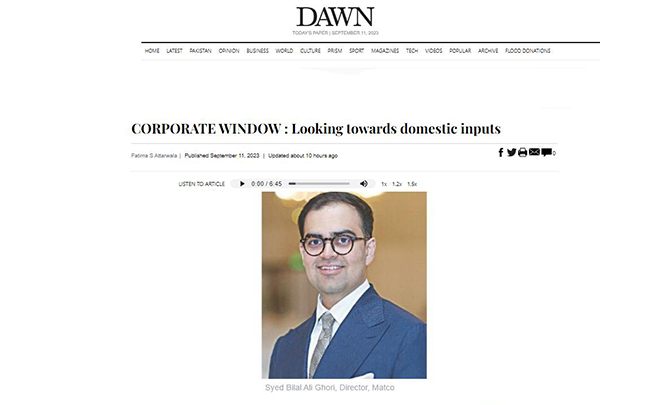 DAWN
TODAY'S PAPER | SEPTEMBER 11, 2023
HOME LATEST PAKISTAN OPINION BUSINESS WORLD CULTURE PRISM SPORT MAGAZINES TECH VIDEOS POPULAR ARCHIVE FLOOD DONATIONS
CORPORATE WINDOW : Looking towards domestic inputs
Fatima S Attarwala | Published September 11, 2023 | Updated about 10 hours ago
0
LISTEN TO ARTICLE 0:00 / 6:45 1x 1.2x 1.5x
Syed Bilal Ali Ghori, Director, Matco